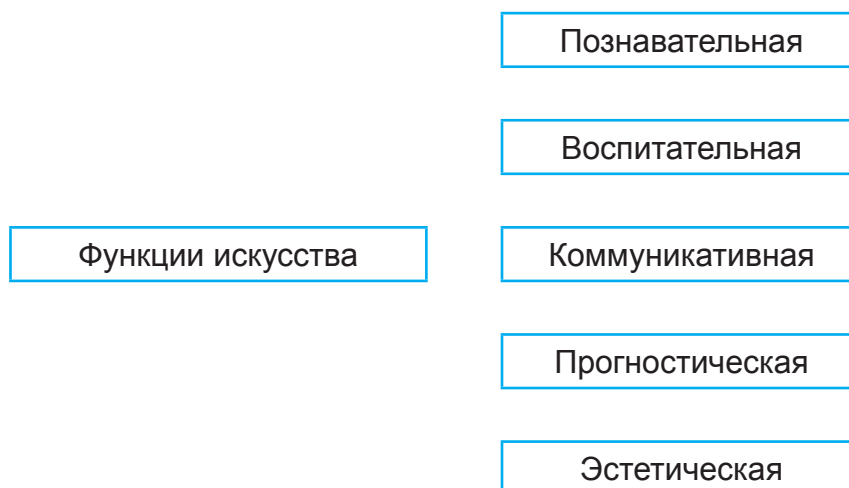 Познавательная
Воспитательная
Функции искусства
Коммуникативная
Прогностическая
Эстетическая